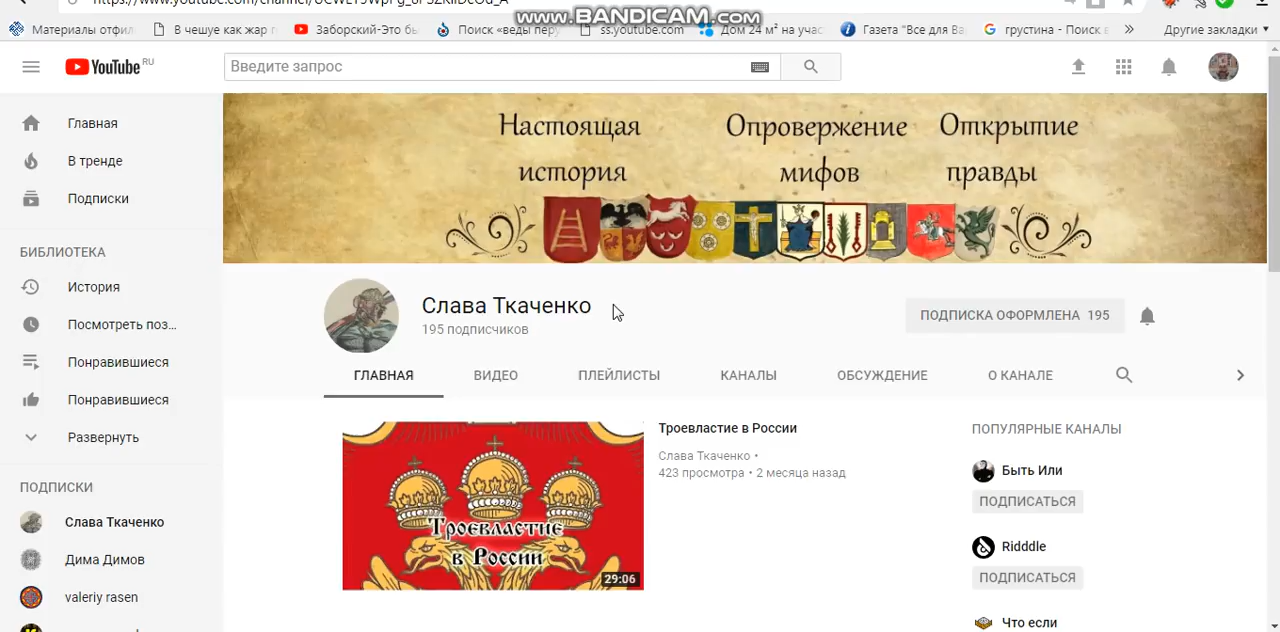 www.BANDICAM.com
Материалы отфил
В чешуе как жар г
Заборский-Это бы
Поиск «веды перу
ss.youtube.com
Дом 24 м² на учас
Газета "Все для Ва
грустина - Поиск в
Другие закладки
YouTube RU
Введите запрос
Главная
В тренде
Подписки
БИБЛИОТЕКА
История
Посмотреть поз...
Понравившиеся
Понравившиеся
Развернуть
ПОДПИСКИ
Слава Ткаченко
Дима Димов
valeriy rasen
Настоящая история
Опровержение мифов
Открытие правды
Слава Ткаченко
195 подписчиков
ПОДПИСКА ОФОРМЛЕНА 195
ГЛАВНАЯ
ВИДЕО
ПЛЕЙЛИСТЫ
КАНАЛЫ
ОБСУЖДЕНИЕ
О КАНАЛЕ
Троевластие
в России
29:06
Троевластие в России
Слава Ткаченко •
423 просмотра • 2 месяца назад
ПОПУЛЯРНЫЕ КАНАЛЫ
Быть Или
ПОДПИСАТЬСЯ
Ridddle
ПОДПИСАТЬСЯ
Что если